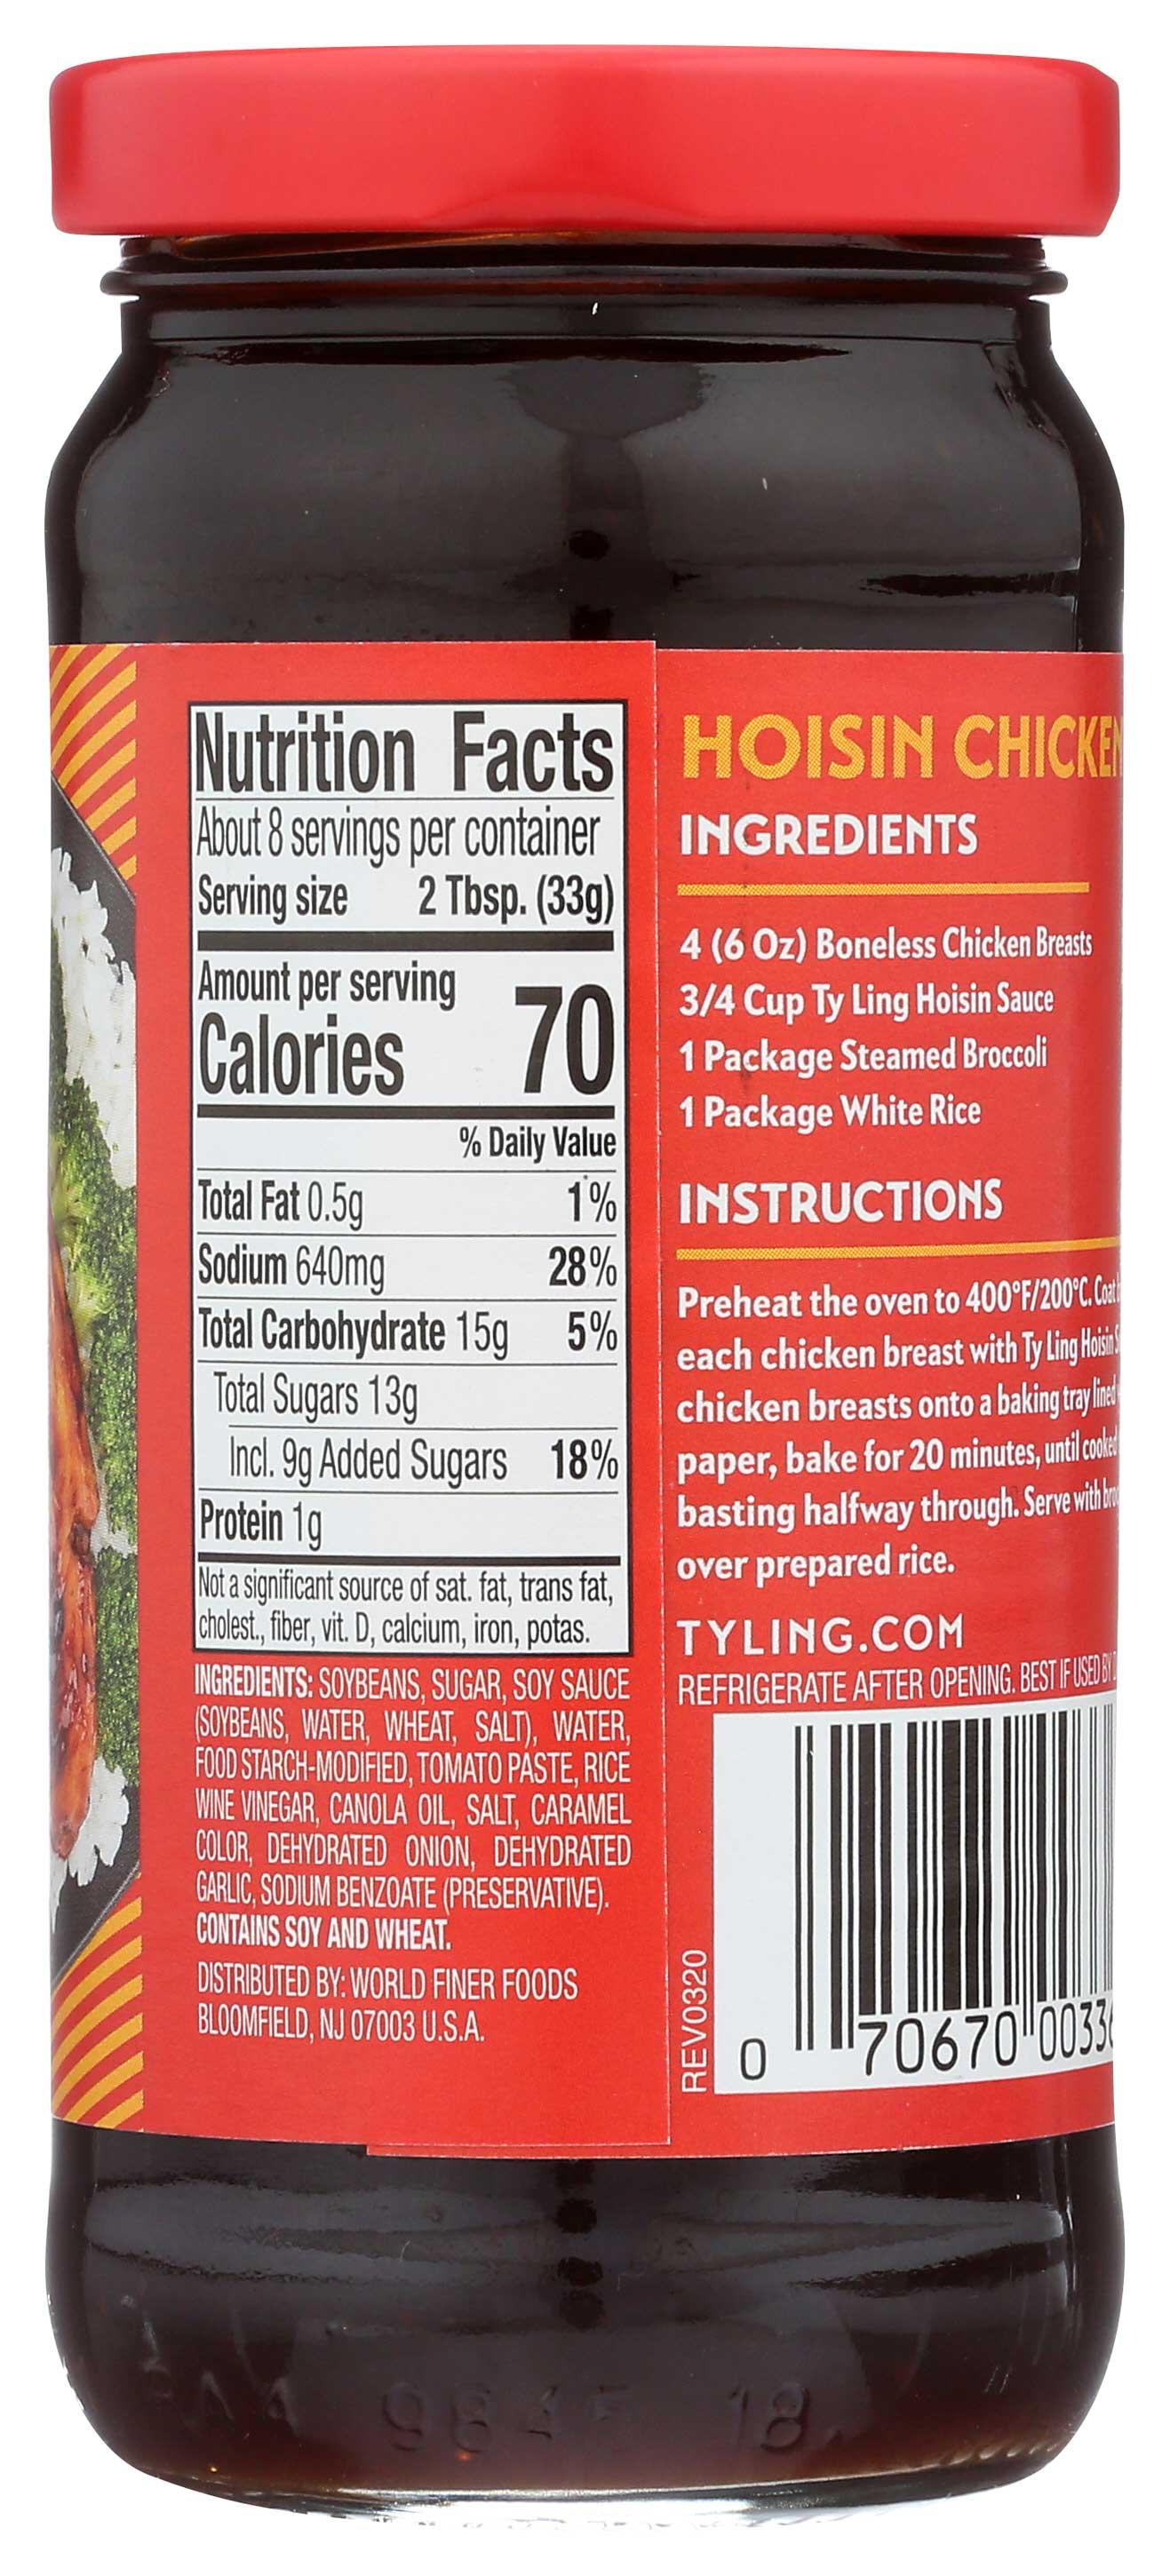 Nutrition Facts
About 8 servings per container
Serving size 2 Tbsp. (33g)
Amount per serving
Calories 70
% Daily Value
Total Fat 0.5g 1%
Sodium 640mg 28%
Total Carbohydrate 15g 5%
Total Sugars 13g
Incl. 9g Added Sugars 18%
Protein 1g
Not a significant source of sat. fat, trans fat,
cholest., fiber, vit. D, calcium, iron, potas.
INGREDIENTS: SOYBEANS, SUGAR, SOY SAUCE
(SOYBEANS, WATER, WHEAT, SALT), WATER,
FOOD STARCH-MODIFIED, TOMATO PASTE, RICE
WINE VINEGAR, CANOLA OIL, SALT, CARAMEL
COLOR, DEHYDRATED ONION, DEHYDRATED
GARLIC, SODIUM BENZOATE (PRESERVATIVE).
CONTAINS SOY AND WHEAT.
DISTRIBUTED BY: WORLD FINER FOODS
BLOOMFIELD, NJ 07003 U.S.A.
HOISIN CHICKEN
INGREDIENTS
4 (6 Oz) Boneless Chicken Breasts
3/4 Cup Ty Ling Hoisin Sauce
1 Package Steamed Broccoli
1 Package White Rice
INSTRUCTIONS
Preheat the oven to 400°F/200°C. Coat
each chicken breast with Ty Ling Hoisin
chicken breasts onto a baking tray lined
paper, bake for 20 minutes, until cooked
basting halfway through. Serve with
over prepared rice.
TYLING.COM
REFRIGERATE AFTER OPENING. BEST IF USED BY
REV0320
0 70670 00336
18